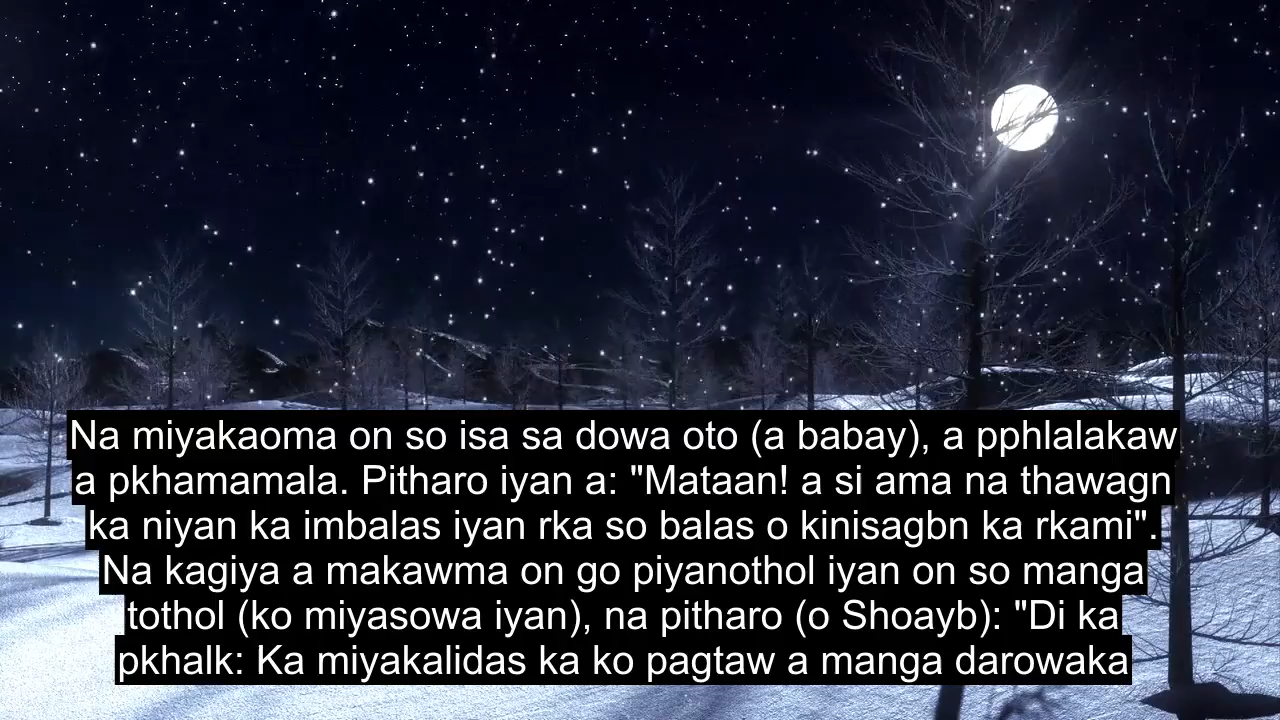 Na miyakaoma on so isa sa dowa oto (a babay), a pphlalakaw
a pkhamamala. Pitharo iyan a: "Mataan! a si ama na thawagn
ka niyan ka imbalas iyan rka so balas o kinisagbn ka rkami".
Na kagiya a makawma on go piyanothol iyan on so manga
tothol (ko miyasowa iyan), na pitharo (o Shoayb): "Di ka
pkhalk: Ka miyakalidas ka ko pagtaw a manga darowaka